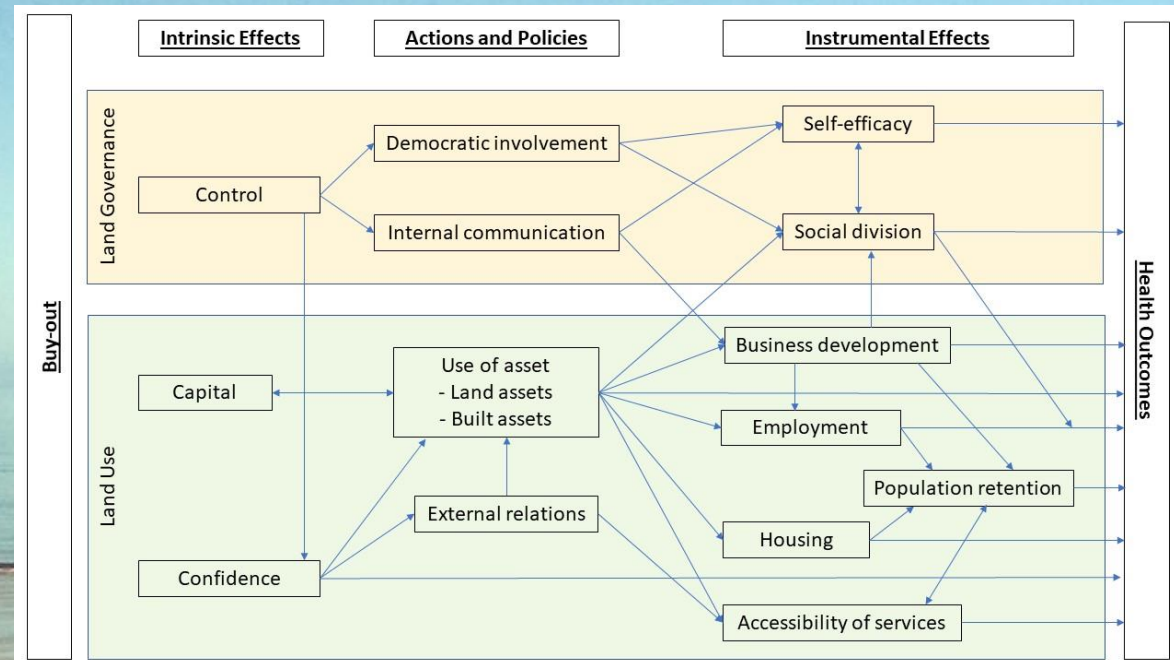 Intrinsic Effects
Actions and Policies
Instrumental Effects
Buy-out
Land Governance
Control
Democratic involvement
Internal communication
Self-efficacy
Social division
Land Use
Capital
Confidence
Use of asset
- Land assets
- Built assets
External relations
Business development
Employment
Population retention
Housing
Accessibility of services
Health Outcomes